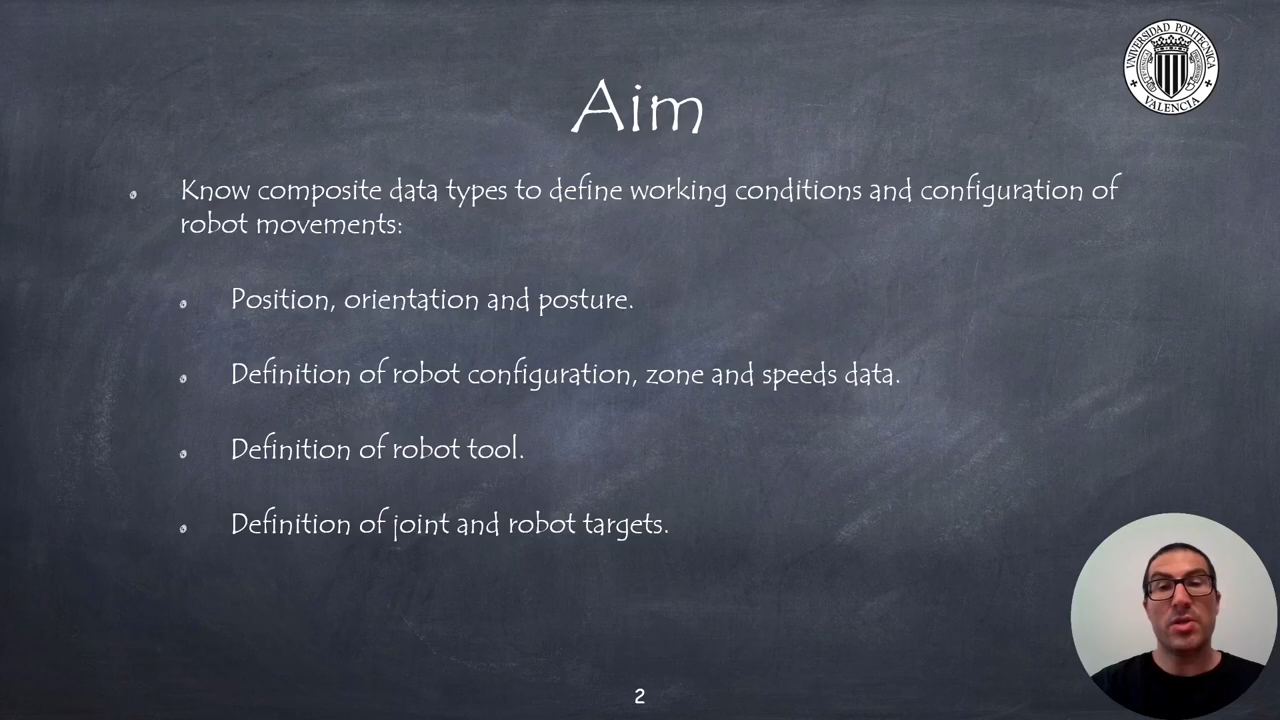 VNIVERSIDAD POLITECNICA
VALENCIA
Aim
Know composite data types to define working conditions and configuration of
robot movements:
Position, orientation and posture.
Definition of robot configuration, zone and speeds data.
Definition of robot tool.
Definition of joint and robot targets.
2